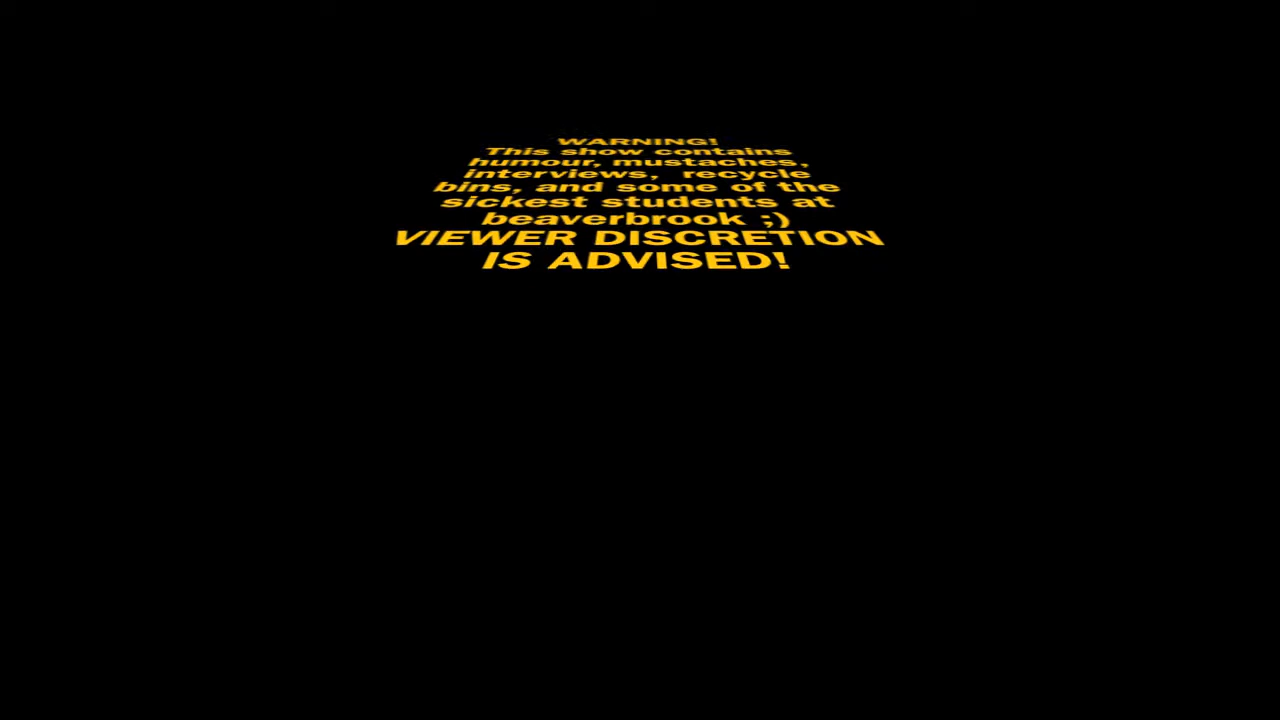 WARNING!
This show contains
humour, mustaches,
interviews, recycle
bins, and some of the
sickest students at
beaverbrook ;)
VIEWER DISCRETION
IS ADVISED!